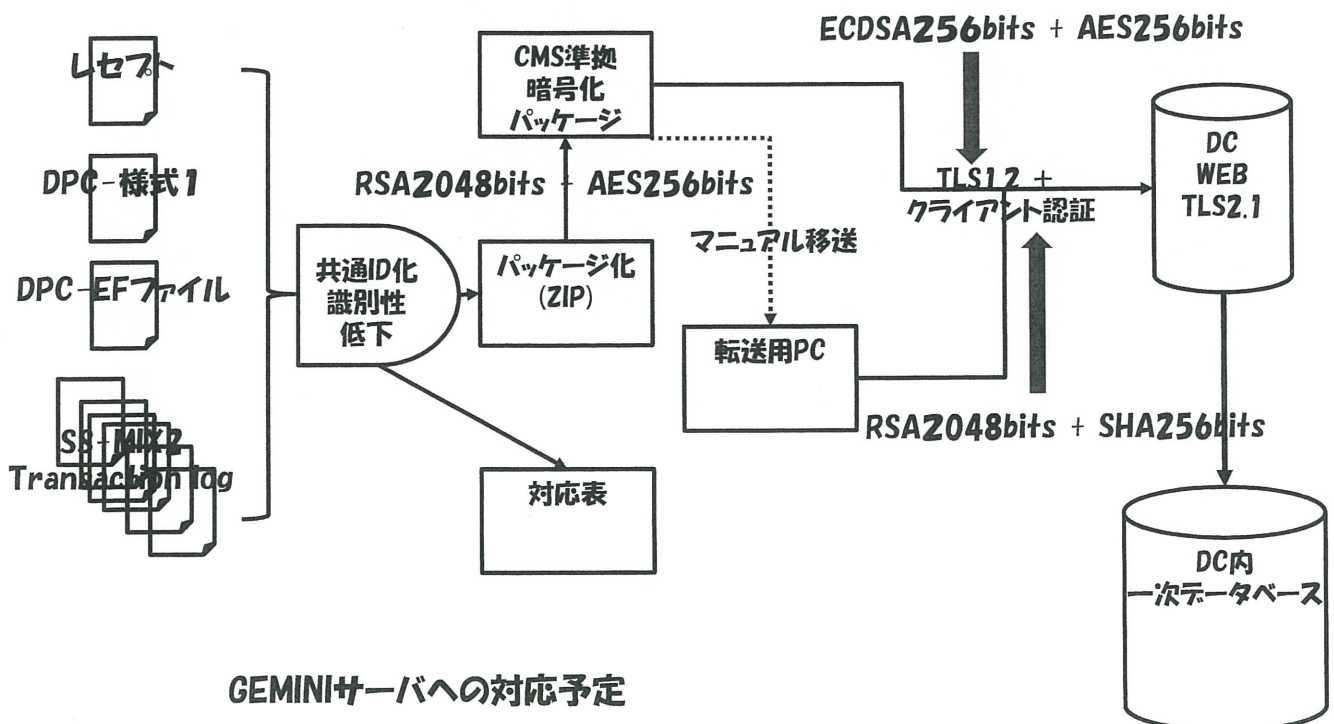 レセプト
DPC-様式1
DPC-EFファイル
SS-MIX2
Transaction log
共通ID化
識別性
低下
CMS準拠
暗号化
パッケージ
RSA2048bits + AES256bits
パッケージ化
(ZIP)
対応表
マニュアル移送
転送用PC
ECDSA256bits + AES256bits
TLS1.2 +
クライアント認証
RSA2048bits + SHA256bits
DC
WEB
TLS2.1
DC内
一次データベース
GEMINIサーバへの対応予定